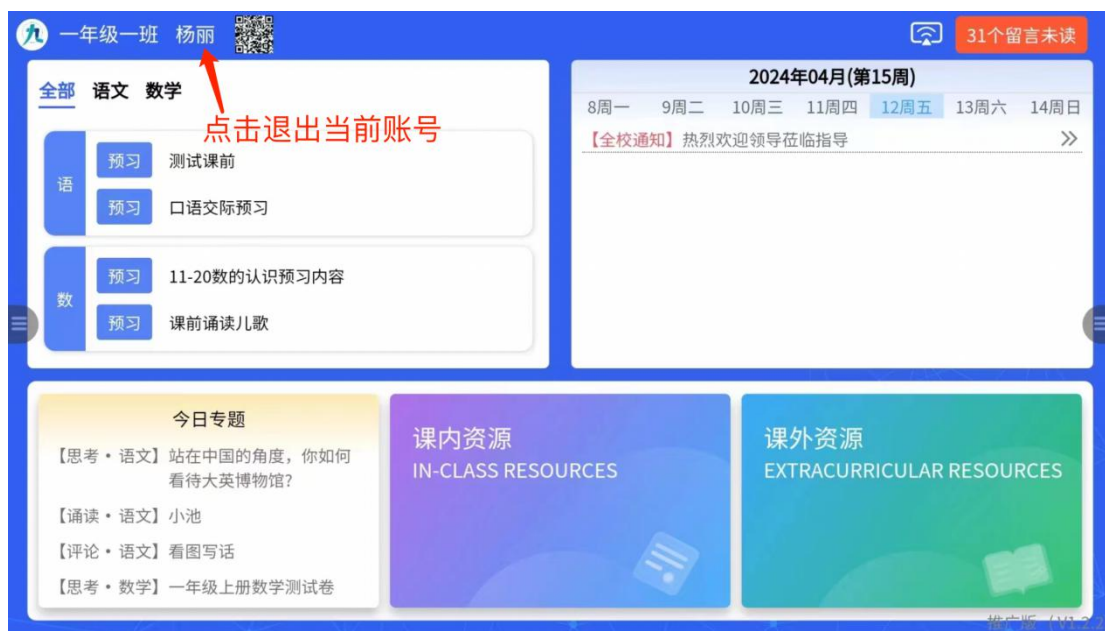 九 一年级一班 杨丽
31个留言未读
点击退出当前账号
全部 语文 数学
语
预习 测试课前
预习 口语交际预习
数
预习 11-20数的认识预习内容
预习 课前诵读儿歌
2024年04月(第15周)
8周一 9周二 10周三 11周四 12周五 13周六 14周日
【全校通知】热烈欢迎领导莅临指导
今日专题
【思考•语文】站在中国的角度，你如何
看待大英博物馆?
【诵读•语文】小池
【评论•语文】看图写话
【思考•数学】一年级上册数学测试卷
课内资源
IN-CLASS RESOURCES
课外资源
EXTRACURRICULAR RESOURCES
推广版（V1.2.2